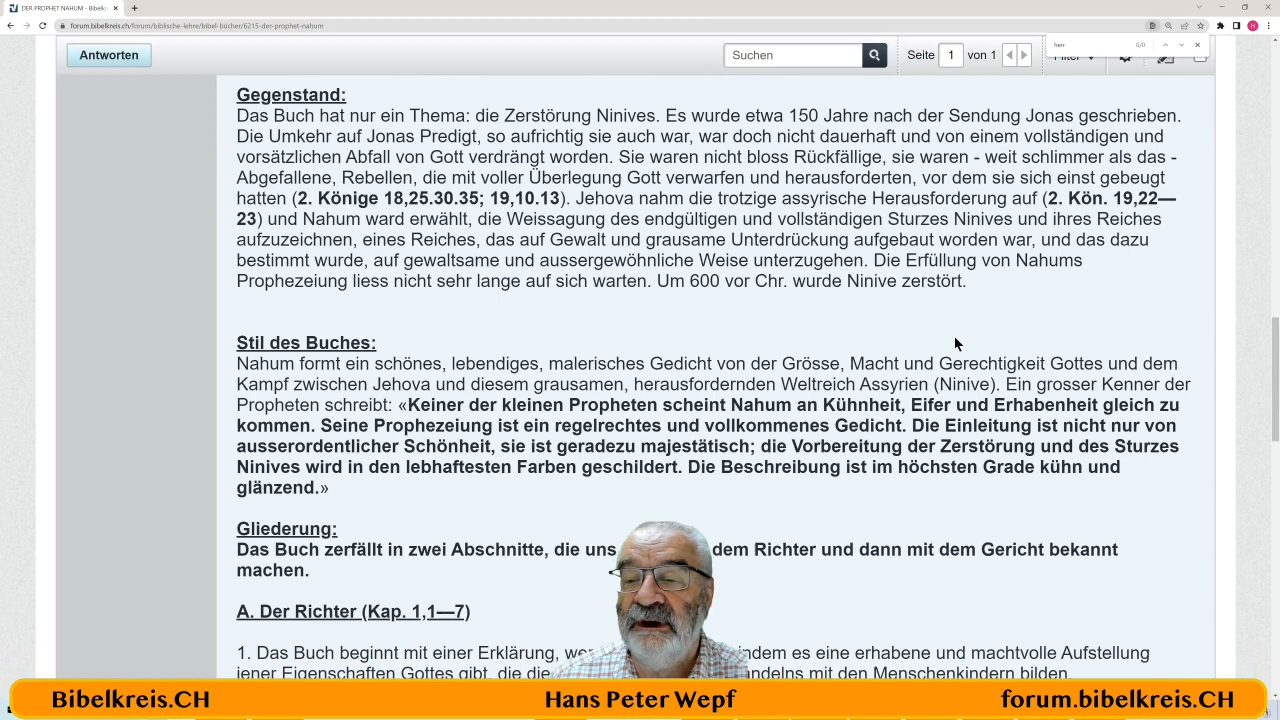 DER PROPHET NAHUM - Bibelkr
forum.bibelkreis.ch/forum/biblische-lehre/bibel-bücher/6215-der-prophet-nahum
herr 0/0
Antworten Suchen Seite 1 von 1 Filter
Gegenstand:
Das Buch hat nur ein Thema: die Zerstörung Ninives. Es wurde etwa 150 Jahre nach der Sendung Jonas geschrieben.
Die Umkehr auf Jonas Predigt, so aufrichtig sie auch war, war doch nicht dauerhaft und von einem vollständigen und
vorsätzlichen Abfall von Gott verdrängt worden. Sie waren nicht bloss Rückfällige, sie waren - weit schlimmer als das -
Abgefallene, Rebellen, die mit voller Überlegung Gott verwarfen und herausforderten, vor dem sie sich einst gebeugt
hatten (2. Könige 18,25.30.35; 19,10.13). Jehova nahm die trotzige assyrische Herausforderung auf (2. Kön. 19,22—
23) und Nahum ward erwählt, die Weissagung des endgültigen und vollständigen Sturzes Ninives und ihres Reiches
aufzuzeichnen, eines Reiches, das auf Gewalt und grausame Unterdrückung aufgebaut worden war, und das dazu
bestimmt wurde, auf gewaltsame und aussergewöhnliche Weise unterzugehen. Die Erfüllung von Nahums
Prophezeiung liess nicht sehr lange auf sich warten. Um 600 vor Chr. wurde Ninive zerstört.
Stil des Buches:
Nahum formt ein schönes, lebendiges, malerisches Gedicht von der Grösse, Macht und Gerechtigkeit Gottes und dem
Kampf zwischen Jehova und diesem grausamen, herausfordernden Weltreich Assyrien (Ninive). Ein grosser Kenner der
Propheten schreibt: «Keiner der kleinen Propheten scheint Nahum an Kühnheit, Eifer und Erhabenheit gleich zu
kommen. Seine Prophezeiung ist ein regelrechtes und vollkommenes Gedicht. Die Einleitung ist nicht nur von
ausserordentlicher Schönheit, sie ist geradezu majestätisch; die Vorbereitung der Zerstörung und des Sturzes
Ninives wird in den lebhaftesten Farben geschildert. Die Beschreibung ist im höchsten Grade kühn und
glänzend.»
Gliederung:
Das Buch zerfällt in zwei Abschnitte, die uns dem Richter und dann mit dem Gericht bekannt
machen.
A. Der Richter (Kap. 1,1—7)
1. Das Buch beginnt mit einer Erklärung, indem es eine erhabene und machtvolle Aufstellung
jener Eigenschaften Gottes gibt, die die mit den Menschenkindern bilden.
Bibelkreis.CH Hans Peter Wepf forum.bibelkreis.CH